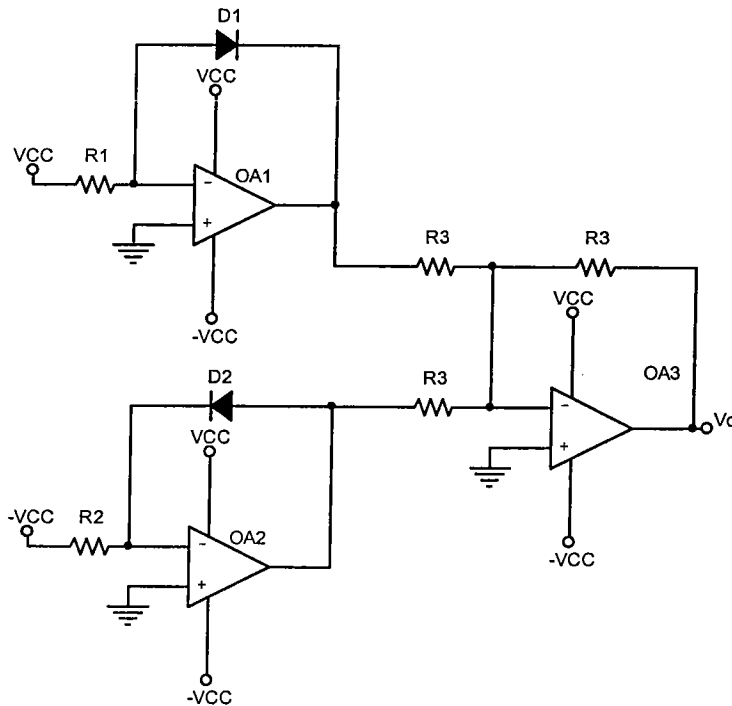 D1
VCC
VCC
R1
-
OA1
+
-VCC
R3
R3
VCC
D2
R3
OA3
VCC
-
Vo
+
-VCC
R2
-
OA2
+
-VCC
-VCC